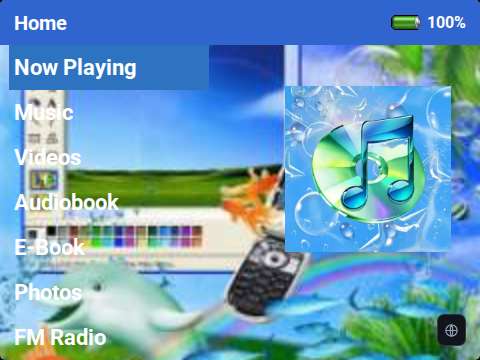 Home
100%
Now Playing
Music
Videos
Audiobook
E-Book
Photos
FM Radio